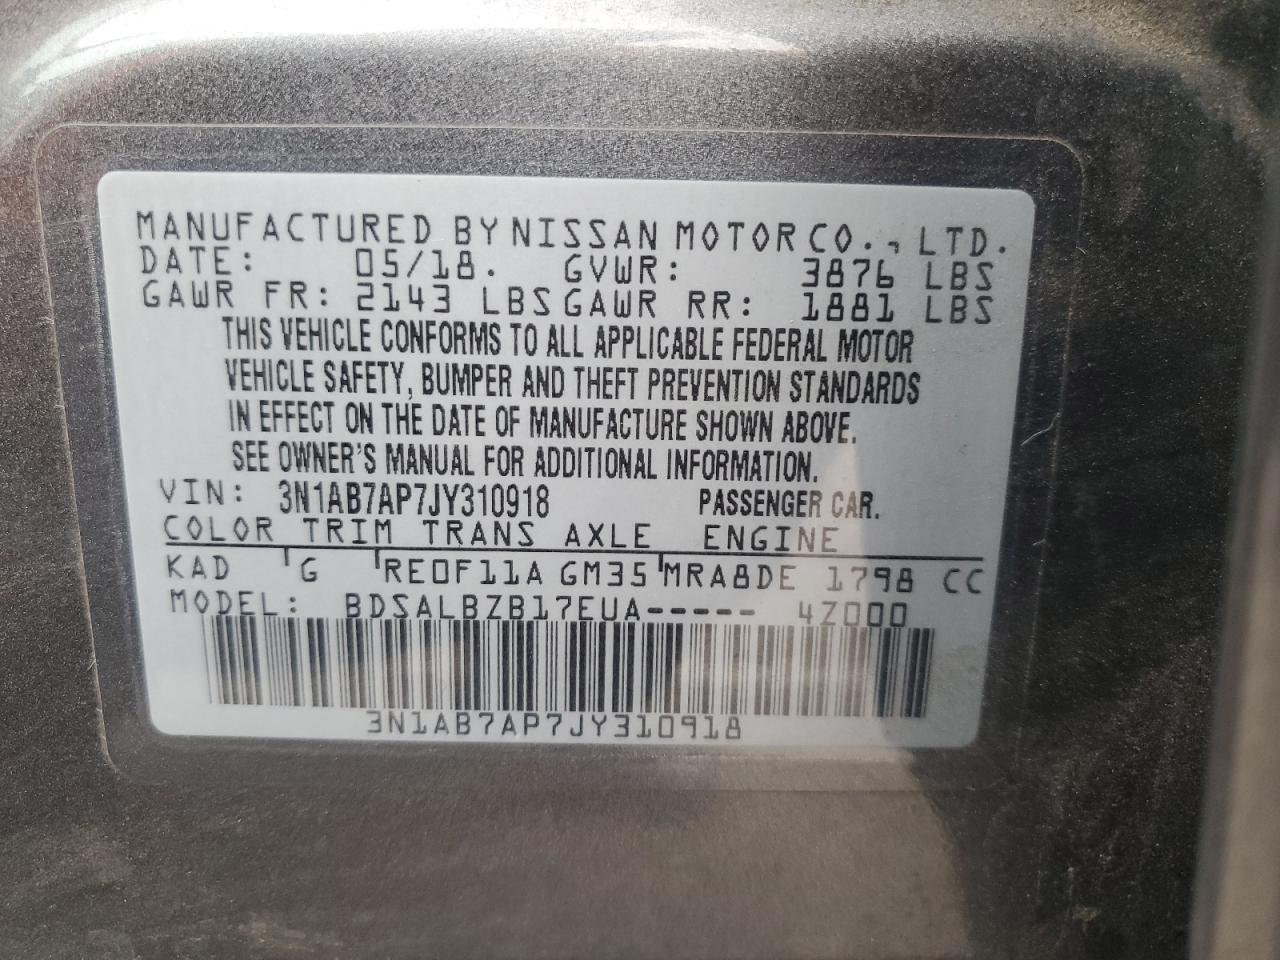 MANUFACTURED BY NISSAN MOTOR CO., LTD.
DATE: 05/18. GVWR: 3876 LBS
GAWR FR: 2143 LBS GAWR RR: 1881 LBS
THIS VEHICLE CONFORMS TO ALL APPLICABLE FEDERAL MOTOR
VEHICLE SAFETY, BUMPER AND THEFT PREVENTION STANDARDS
IN EFFECT ON THE DATE OF MANUFACTURE SHOWN ABOVE.
SEE OWNER'S MANUAL FOR ADDITIONAL INFORMATION.
VIN: 3N1AB7AP7JY310918 PASSENGER CAR.
COLOR TRIM TRANS AXLE ENGINE
KAD G RE0F11A GM35 MRA8DE 1798 CC
MODEL: BDSALBZB17EUA----- 4Z000
3N1AB7AP7JY310918